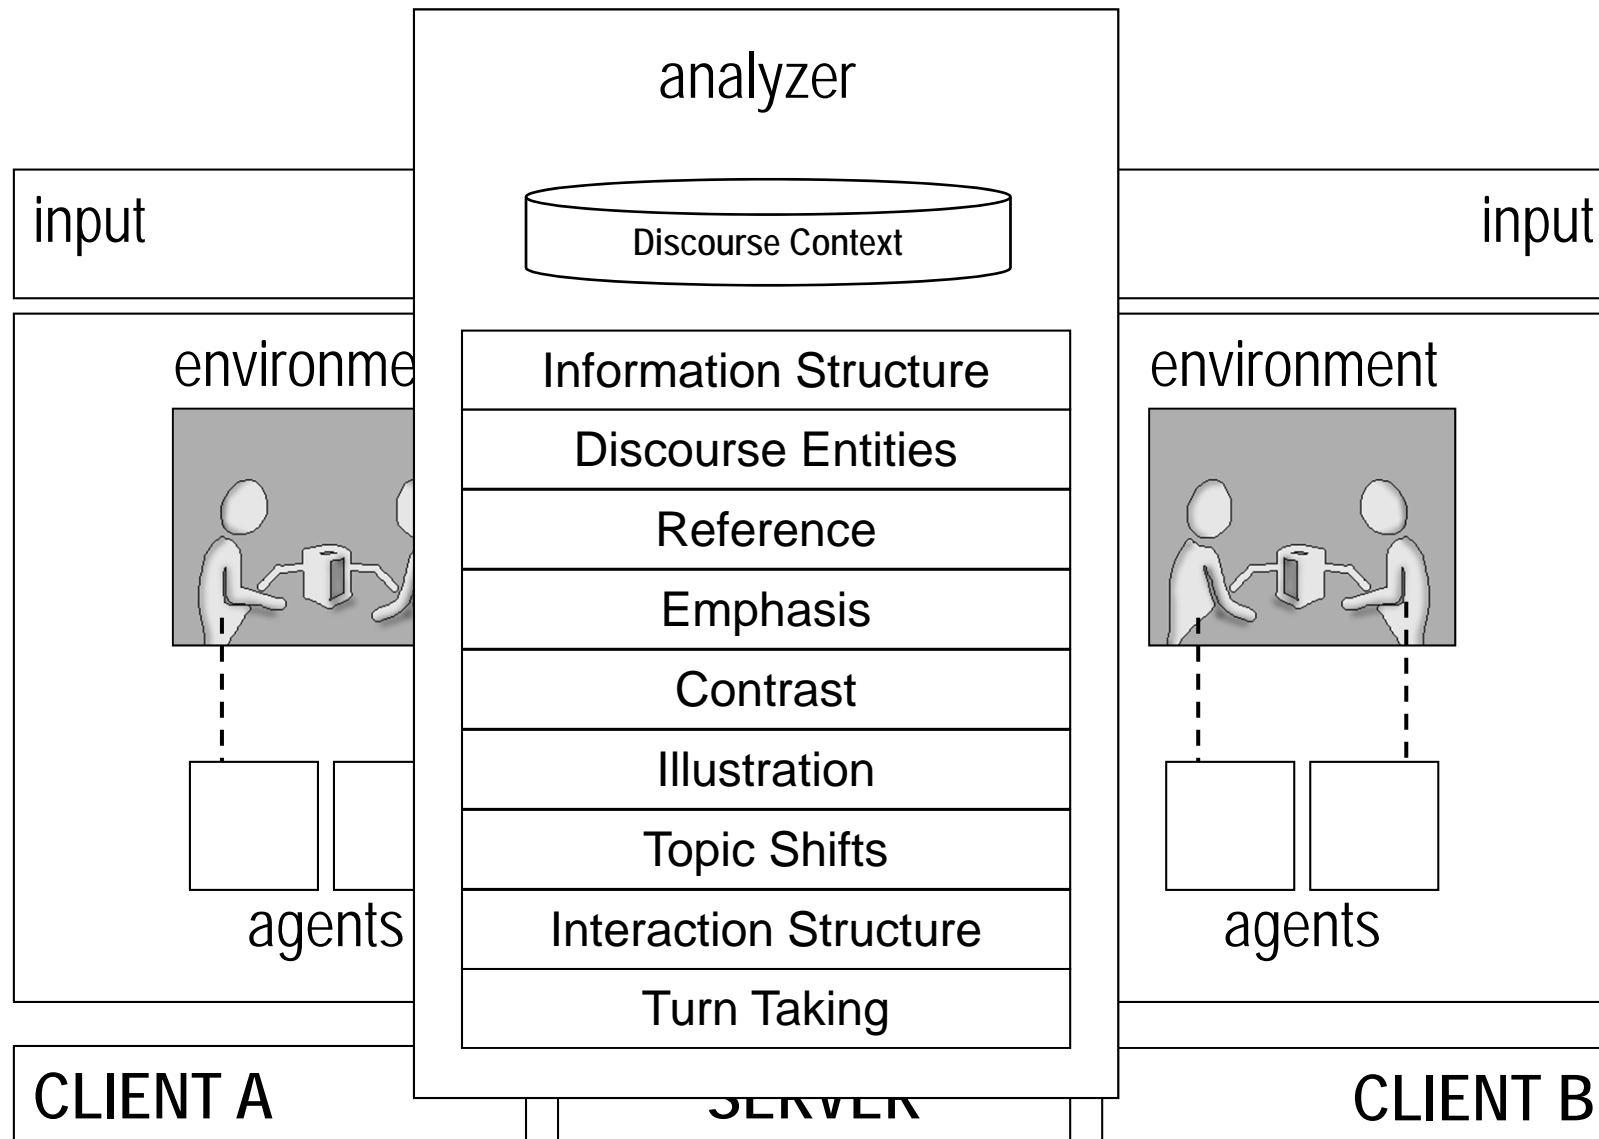 analyzer
input
Discourse Context
input
environme
Information Structure
environment
Discourse Entities
Reference
Emphasis
Contrast
Illustration
Topic Shifts
agents
Interaction Structure
agents
Turn Taking
CLIENT A
SERVER
CLIENT B